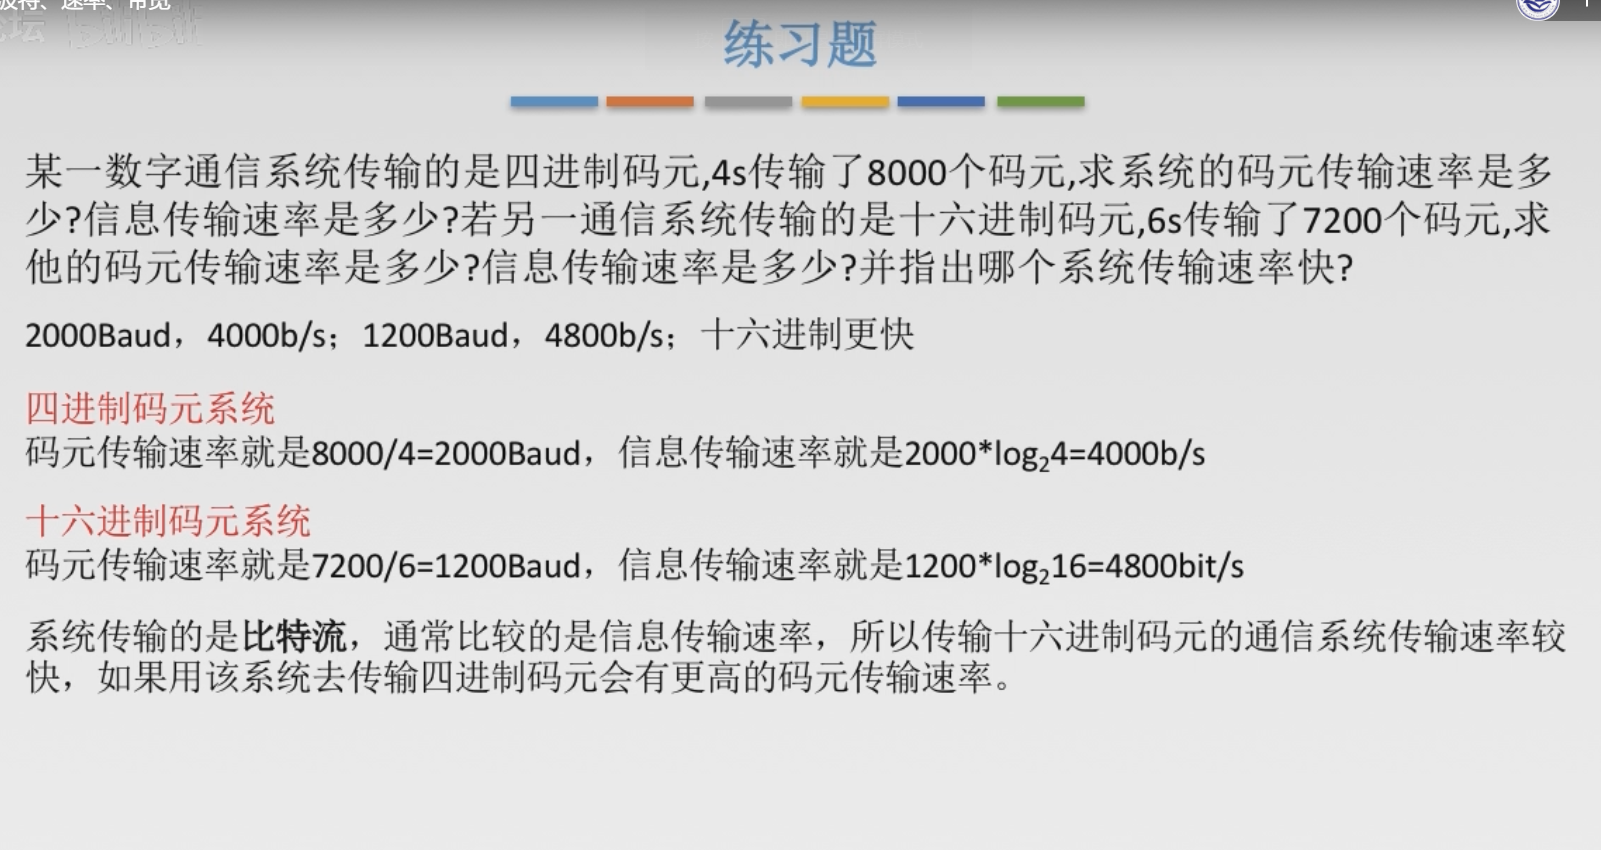 速率、带宽
坛 bilibili
练习题
某一数字通信系统传输的是四进制码元,4s传输了8000个码元,求系统的码元传输速率是多
少?信息传输速率是多少?若另一通信系统传输的是十六进制码元,6s传输了7200个码元,求
他的码元传输速率是多少?信息传输速率是多少?并指出哪个系统传输速率快?
2000Baud，4000b/s；1200Baud，4800b/s；十六进制更快
四进制码元系统
码元传输速率就是8000/4=2000Baud，信息传输速率就是2000*log₂4=4000b/s
十六进制码元系统
码元传输速率就是7200/6=1200Baud，信息传输速率就是1200*log₂16=4800bit/s
系统传输的是比特流，通常比较的是信息传输速率，所以传输十六进制码元的通信系统传输速率较
快，如果用该系统去传输四进制码元会有更高的码元传输速率。